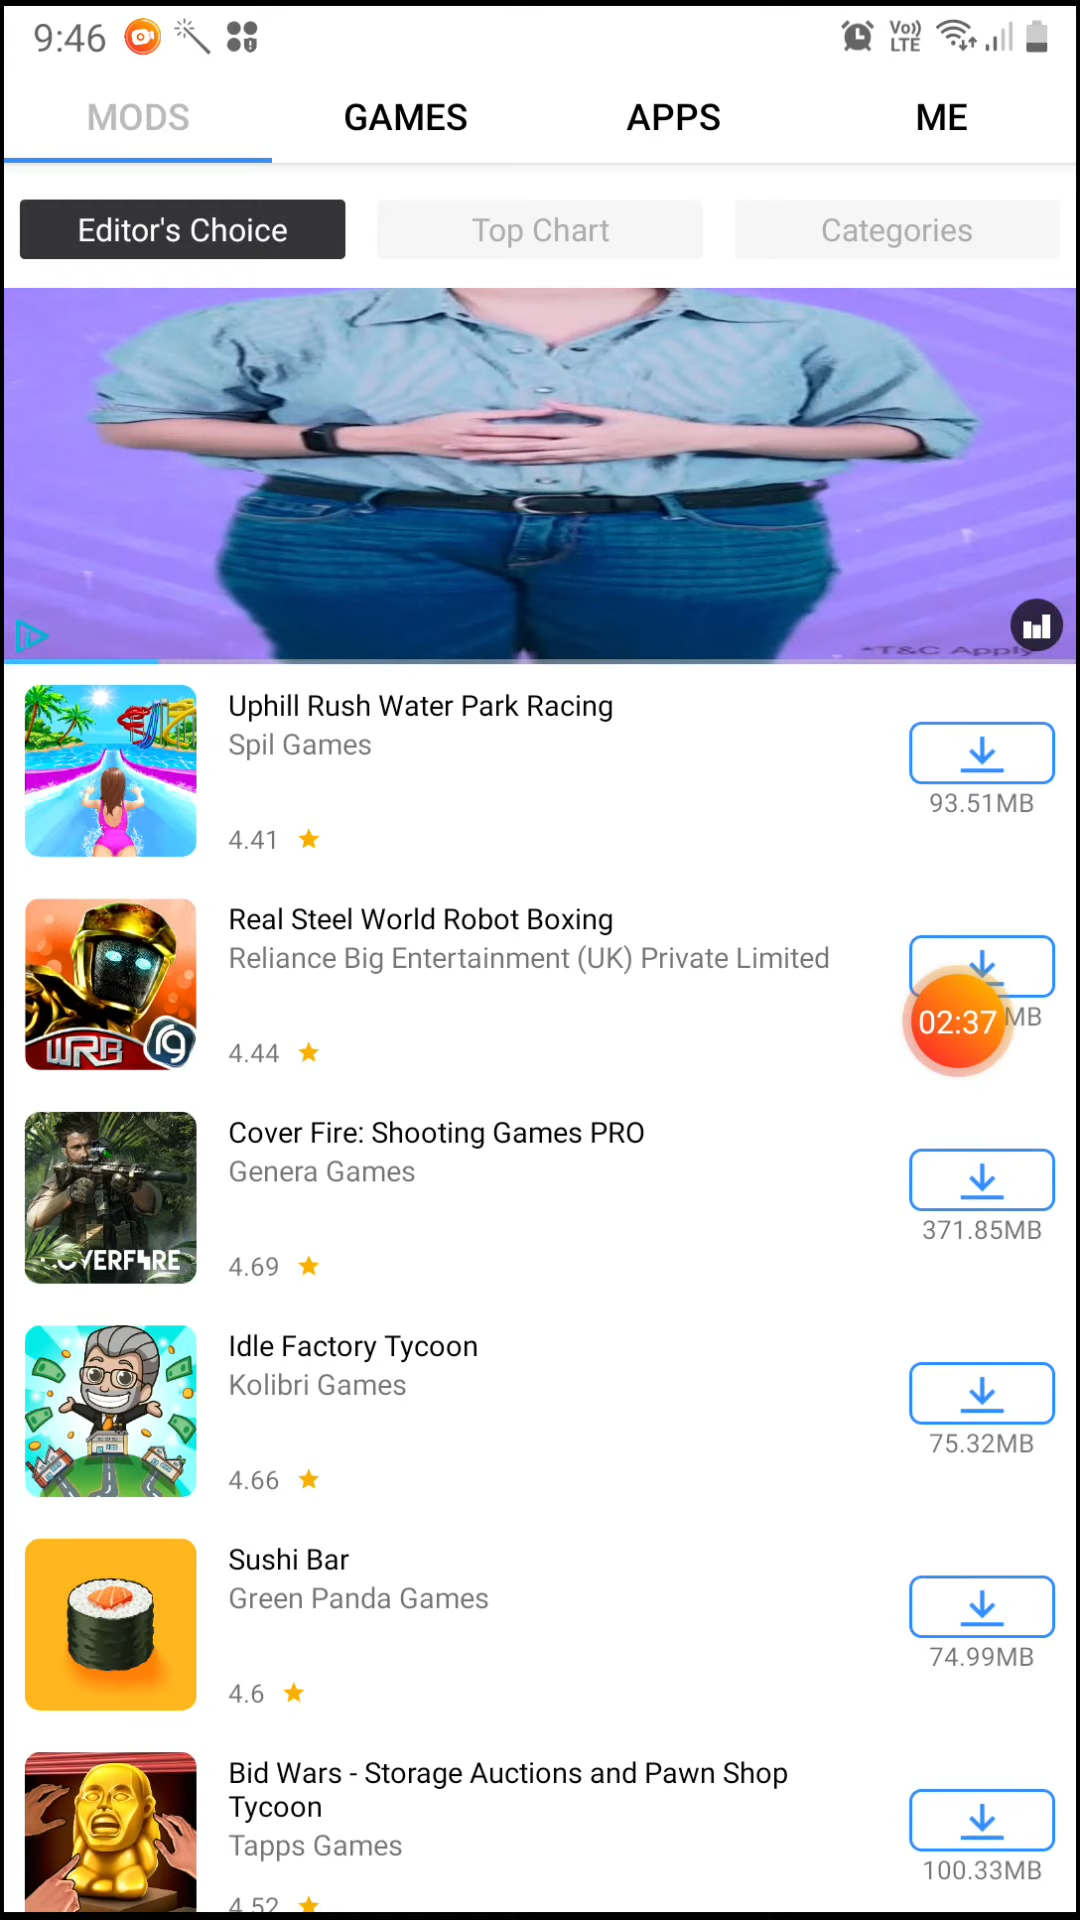 9:46
Vo))
LTE
MODS
GAMES
APPS
ME
Editor's Choice
Top Chart
Categories
*T&C Apply
Uphill Rush Water Park Racing
Spil Games
93.51MB
4.41
Real Steel World Robot Boxing
Reliance Big Entertainment (UK) Private Limited
02:37
MB
WRB
4.44
Cover Fire: Shooting Games PRO
Genera Games
371.85MB
COVERFIRE
4.69
Idle Factory Tycoon
Kolibri Games
75.32MB
4.66
Sushi Bar
Green Panda Games
74.99MB
4.6
Bid Wars - Storage Auctions and Pawn Shop
Tycoon
Tapps Games
100.33MB
4.52